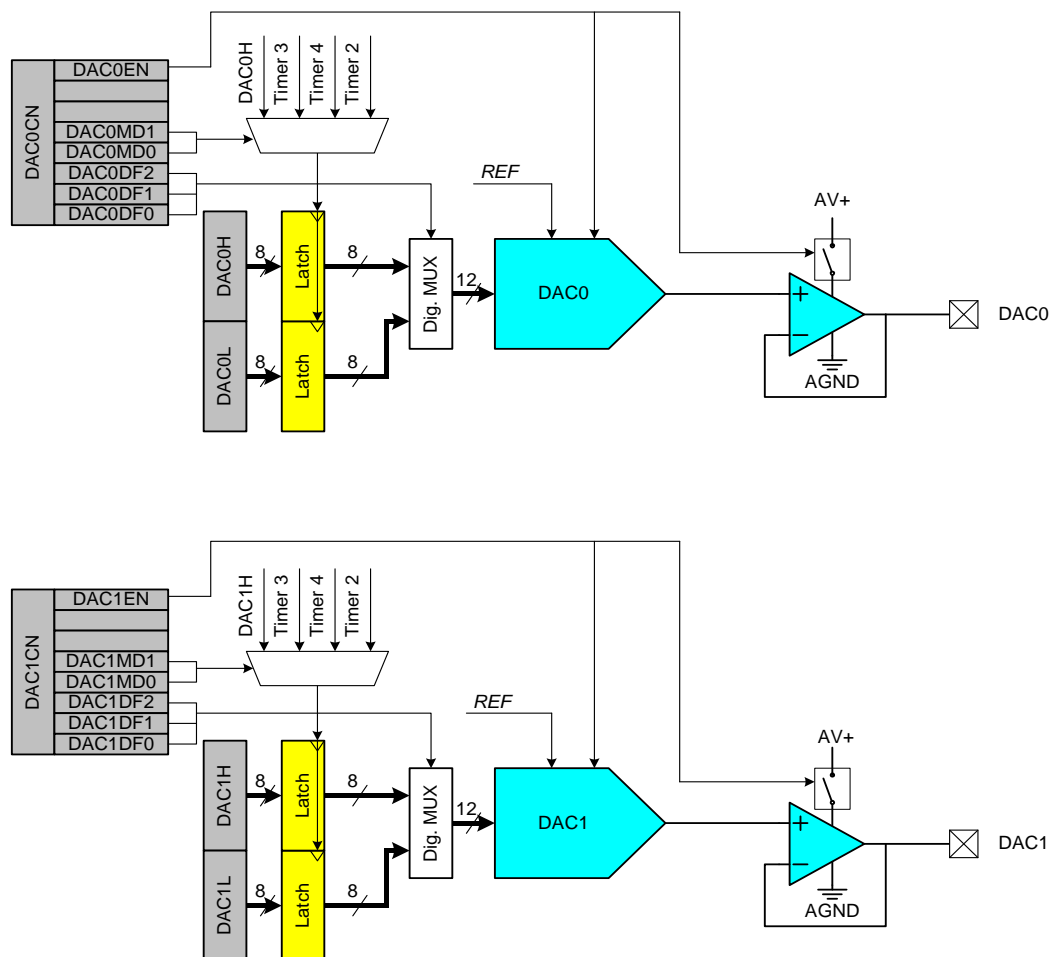 DAC0EN
DAC0MD1
DAC0MD0
DAC0DF2
DAC0DF1
DAC0DF0
DAC0CN
DAC0H
Timer 3
Timer 4
Timer 2
REF
AV+
DAC0H
8
Latch
8
Dig. MUX
12
DAC0
+
−
DAC0
DAC0L
8
Latch
8
AGND
DAC1EN
DAC1MD1
DAC1MD0
DAC1DF2
DAC1DF1
DAC1DF0
DAC1CN
DAC1H
Timer 3
Timer 4
Timer 2
REF
AV+
DAC1H
8
Latch
8
Dig. MUX
12
DAC1
+
−
DAC1
DAC1L
8
Latch
8
AGND